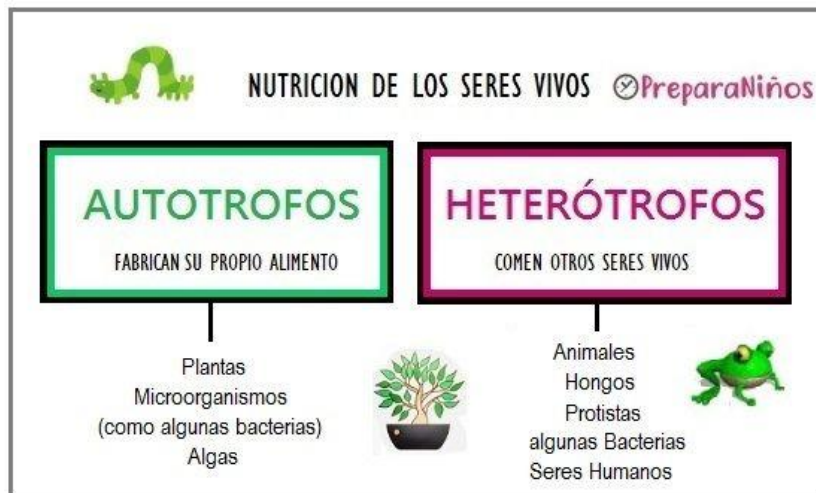 NUTRICION DE LOS SERES VIVOS PreparaNiños
AUTOTROFOS
FABRICAN SU PROPIO ALIMENTO
Plantas
Microorganismos
(como algunas bacterias)
Algas
HETERÓTROFOS
COMEN OTROS SERES VIVOS
Animales
Hongos
Protistas
algunas Bacterias
Seres Humanos